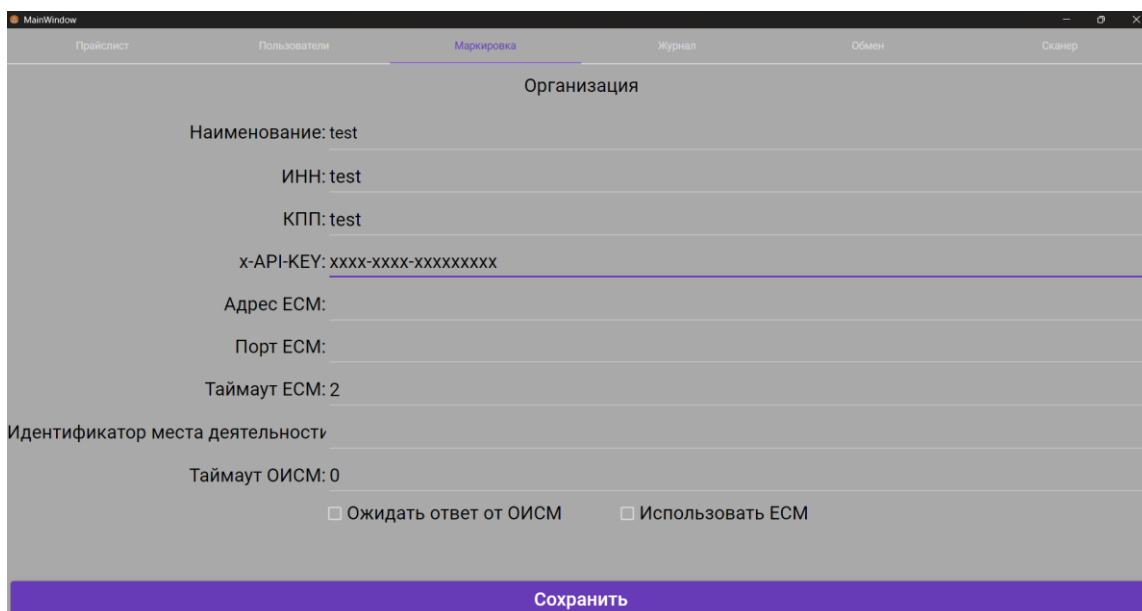 MainWindow
Прайслист Пользователи Маркировка Журнал Обмен Сканер
Организация
Наименование: test
ИНН: test
КПП: test
x-API-KEY: xxxx-xxxx-xxxxxxxxx
Адрес ЕСМ:
Порт ЕСМ:
Таймаут ЕСМ: 2
Идентификатор места деятельности
Таймаут ОИСМ: 0
Ожидать ответ от ОИСМ Использовать ЕСМ
Сохранить